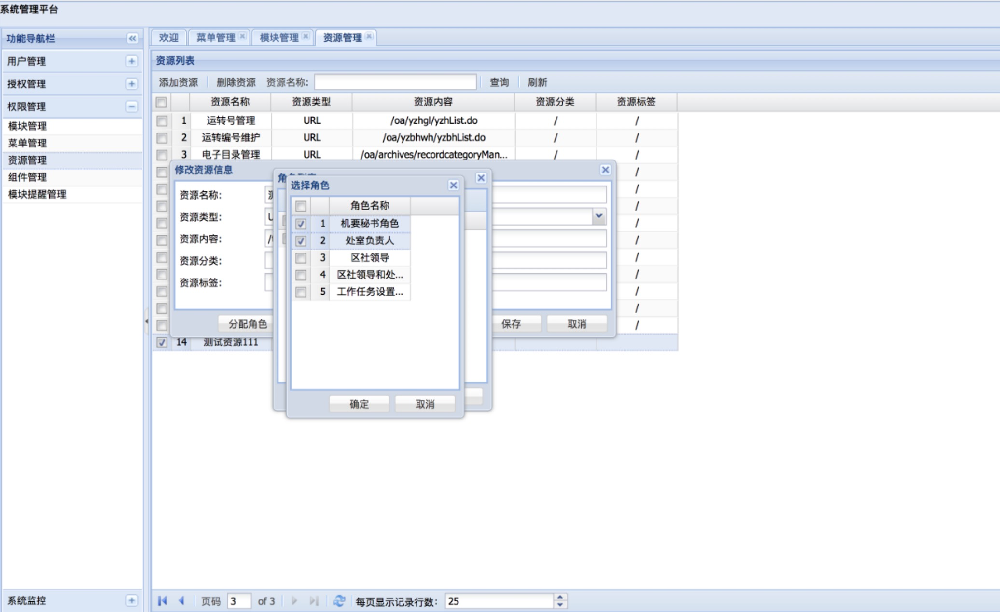 系统管理平台
功能导航栏
用户管理
授权管理
权限管理
模块管理
菜单管理
资源管理
组件管理
模块提醒管理
系统监控
欢迎 菜单管理 模块管理 资源管理
资源列表
添加资源 删除资源 资源名称: 查询 刷新
资源名称 资源类型 资源内容 资源分类 资源标签
1 运转号管理 URL /oa/yzhgl/yzhList.do / /
2 运转编号维护 URL /oa/yzbhwh/yzbhList.do / /
3 电子目录管理 URL /oa/archives/recordcategoryMan... / /
/
/
/
/
/
/
/
/
/
/
14 测试资源111
修改资源信息
资源名称:
资源类型: U
资源内容: /
资源分类:
资源标签:
分配角色 保存 取消
选择角色
角色名称
1 机要秘书角色
2 处室负责人
3 区社领导
4 区社领导和处...
5 工作任务设置...
确定 取消
页码 3 of 3 每页显示记录行数: 25